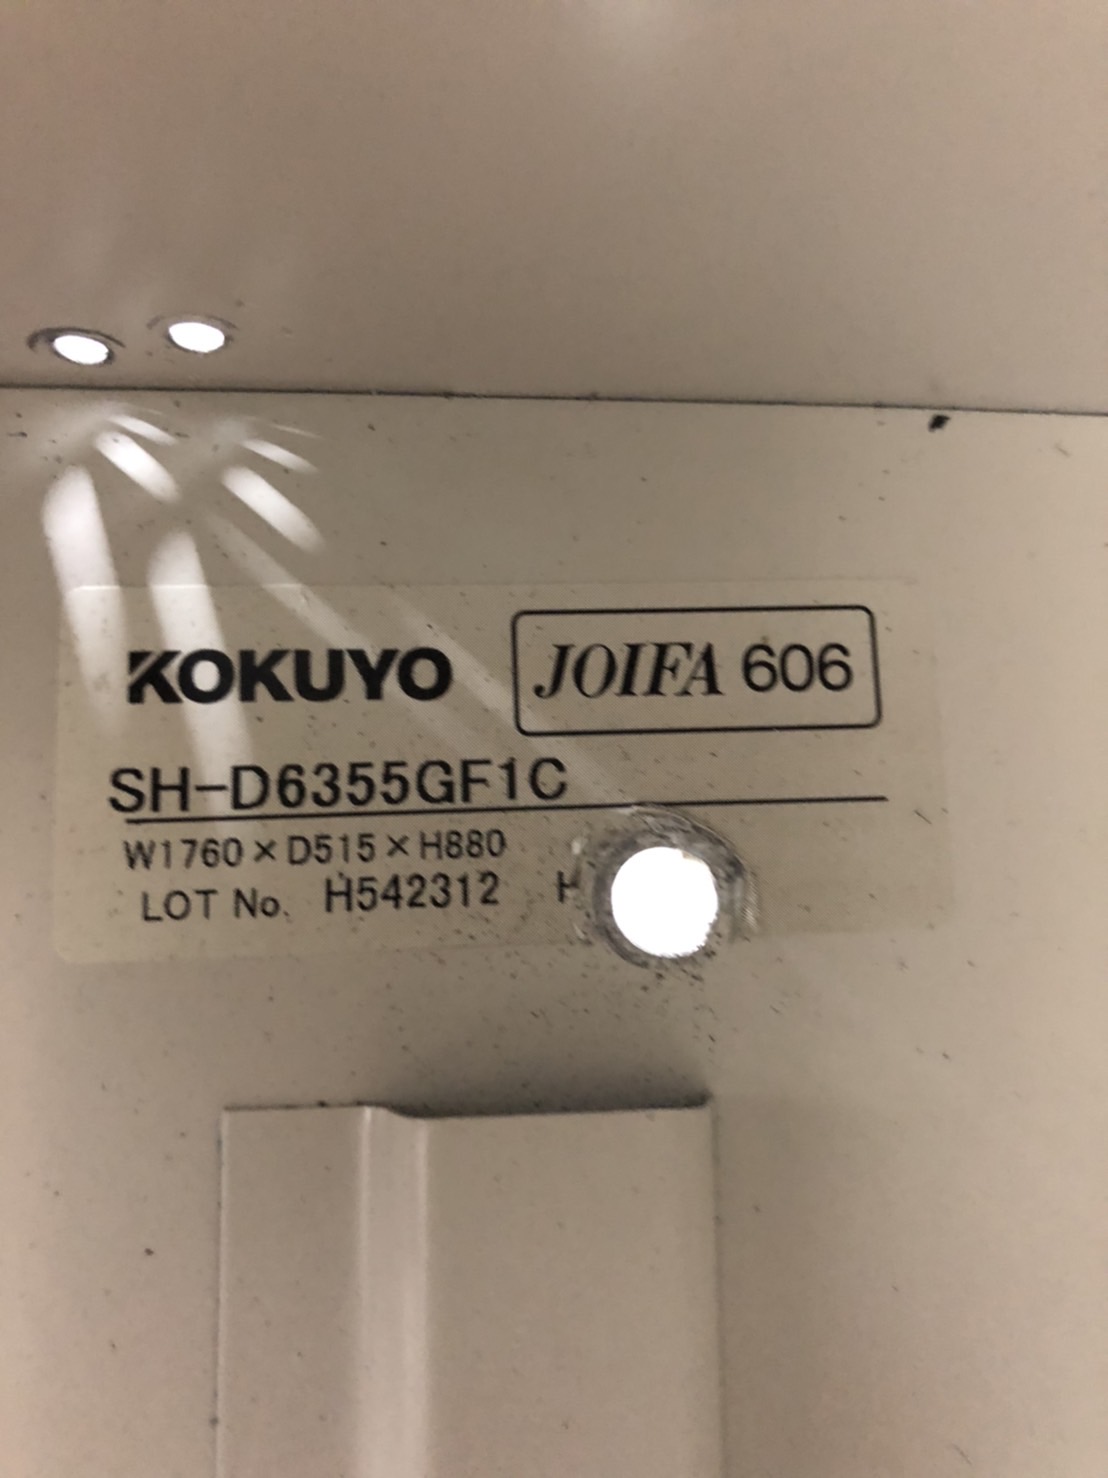 KOKUYO JOIFA 606
SH-D6355GF1C
W1760×D515×H880
LOT No. H542312 H